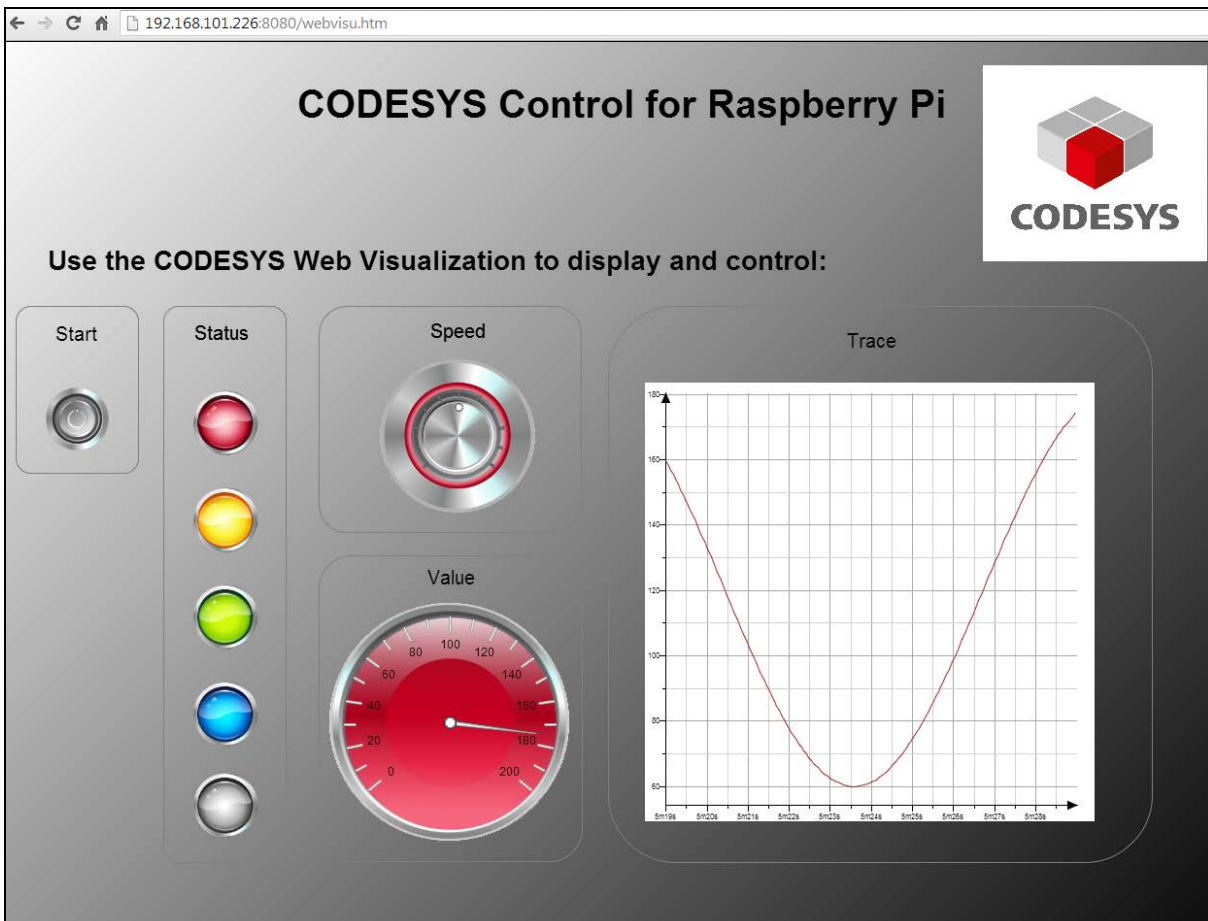 192.168.101.226:8080/webvisu.htm
CODESYS Control for Raspberry Pi
CODESYS
Use the CODESYS Web Visualization to display and control:
Start
Status
Speed
Trace
Value
0
20
40
60
80
100
120
140
160
180
200
180
160
140
120
100
80
60
5m19s 5m20s 5m21s 5m22s 5m23s 5m24s 5m25s 5m26s 5m27s 5m28s